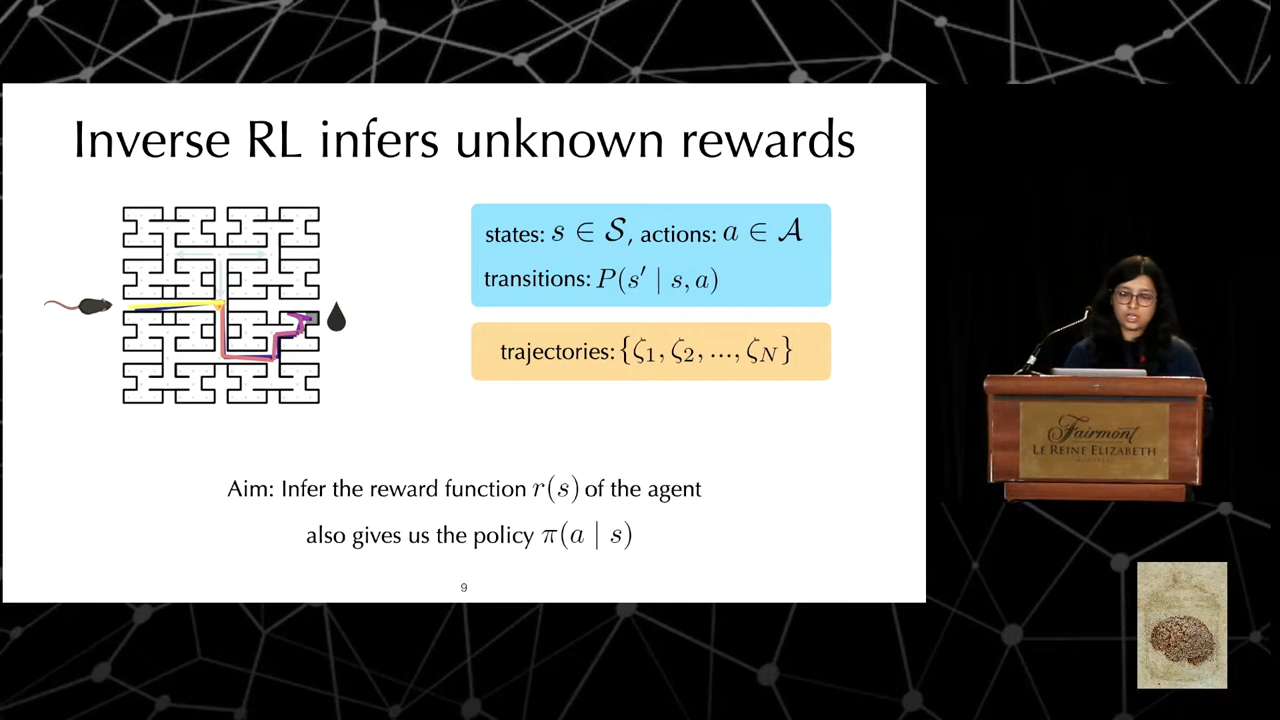 Inverse RL infers unknown rewards
states: s ∈ 𝒮, actions: a ∈ 𝒜
transitions: P(s′ | s, a)
trajectories: {ζ₁, ζ₂, ..., ζ_N}
Aim: Infer the reward function r(s) of the agent
also gives us the policy π(a | s)
9
Fairmont
LE REINE ELIZABETH